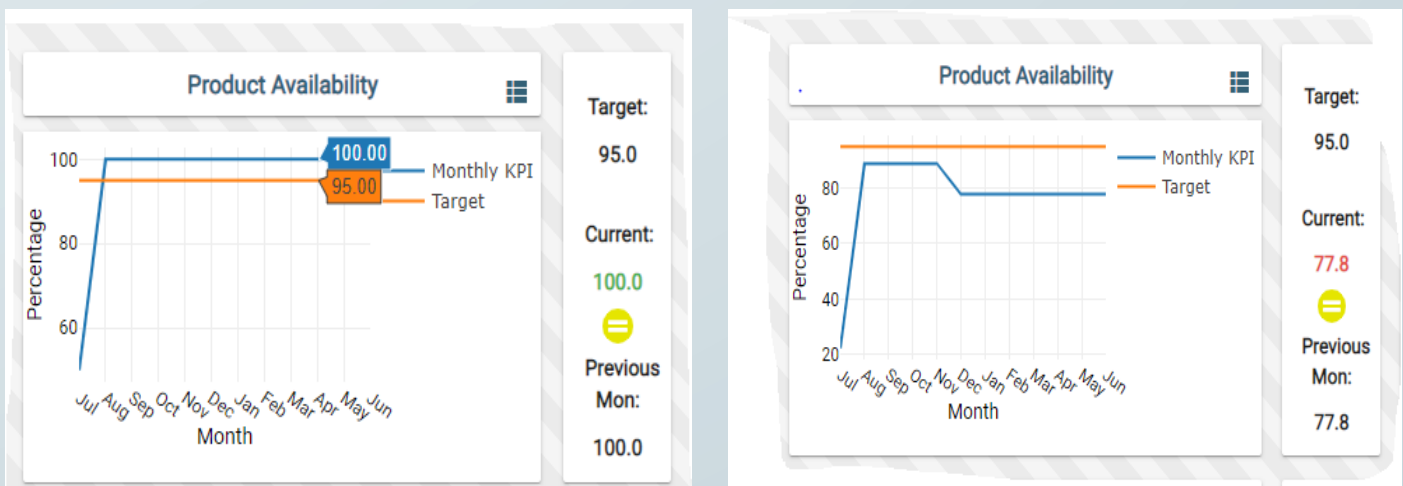 Product Availability
100.00
95.00
Monthly KPI
Target
100
80
60
Percentage
Jul
Aug
Sep
Oct
Nov
Dec
Jan
Feb
Mar
Apr
May
Jun
Month
Target:
95.0
Current:
100.0
Previous
Mon:
100.0
Product Availability
Monthly KPI
Target
80
60
40
20
Percentage
Jul
Aug
Sep
Oct
Nov
Dec
Jan
Feb
Mar
Apr
May
Jun
Month
Target:
95.0
Current:
77.8
Previous
Mon:
77.8